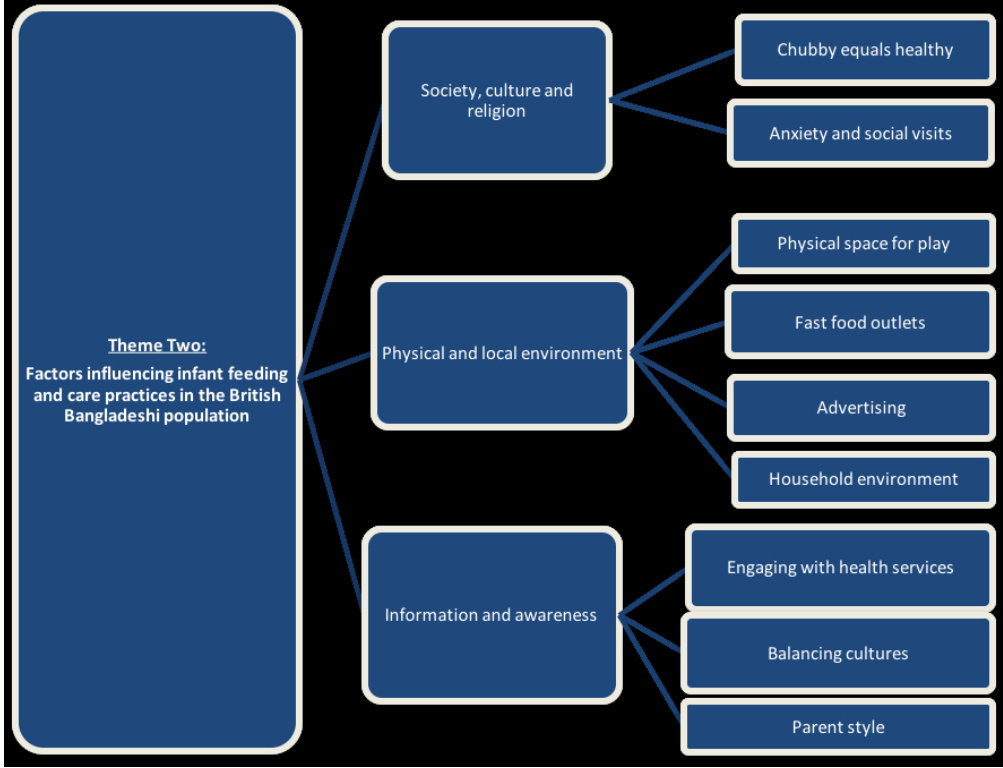 Theme Two:
Factors influencing infant feeding
and care practices in the British
Bangladeshi population
Society, culture and
religion
Chubby equals healthy
Anxiety and social visits
Physical and local environment
Physical space for play
Fast food outlets
Advertising
Household environment
Information and awareness
Engaging with health services
Balancing cultures
Parent style